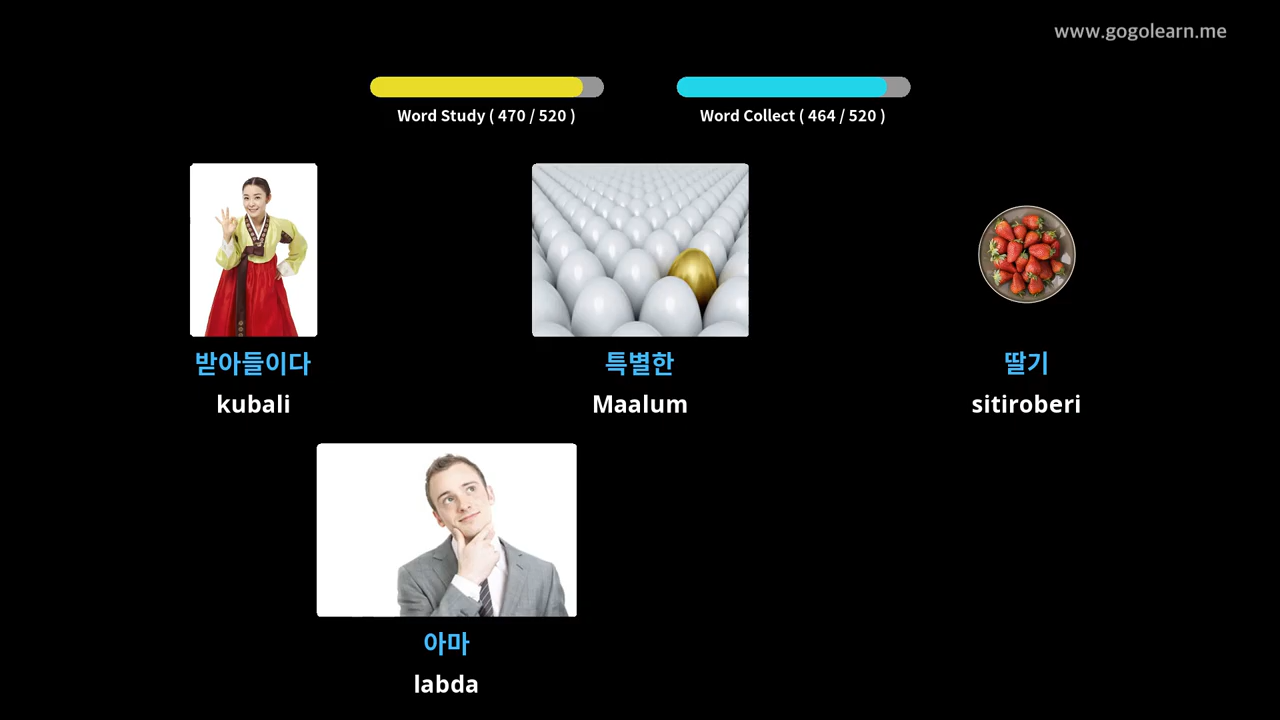 www.gogolearn.me
Word Study ( 470 / 520 )
Word Collect ( 464 / 520 )
받아들이다
kubali
특별한
Maalum
딸기
sitiroberi
아마
labda